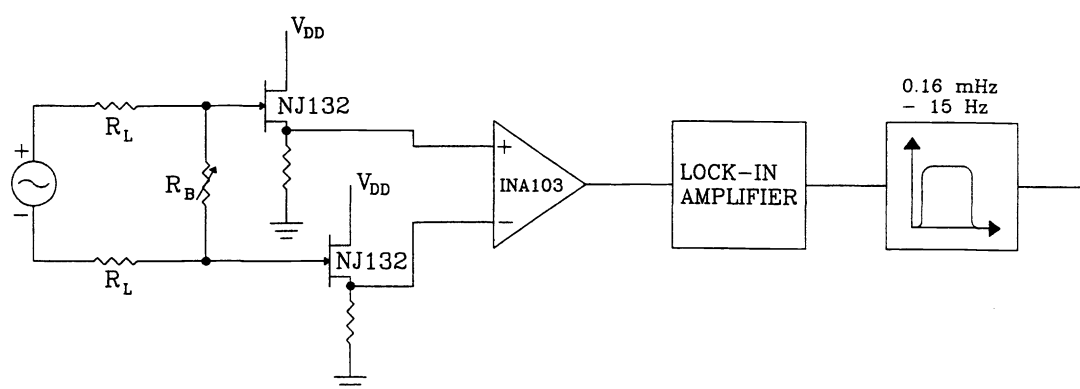 V_DD
NJ132
R_L
+
R_B
−
V_DD
NJ132
R_L
+
INA103
−
LOCK-IN
AMPLIFIER
0.16 mHz
- 15 Hz